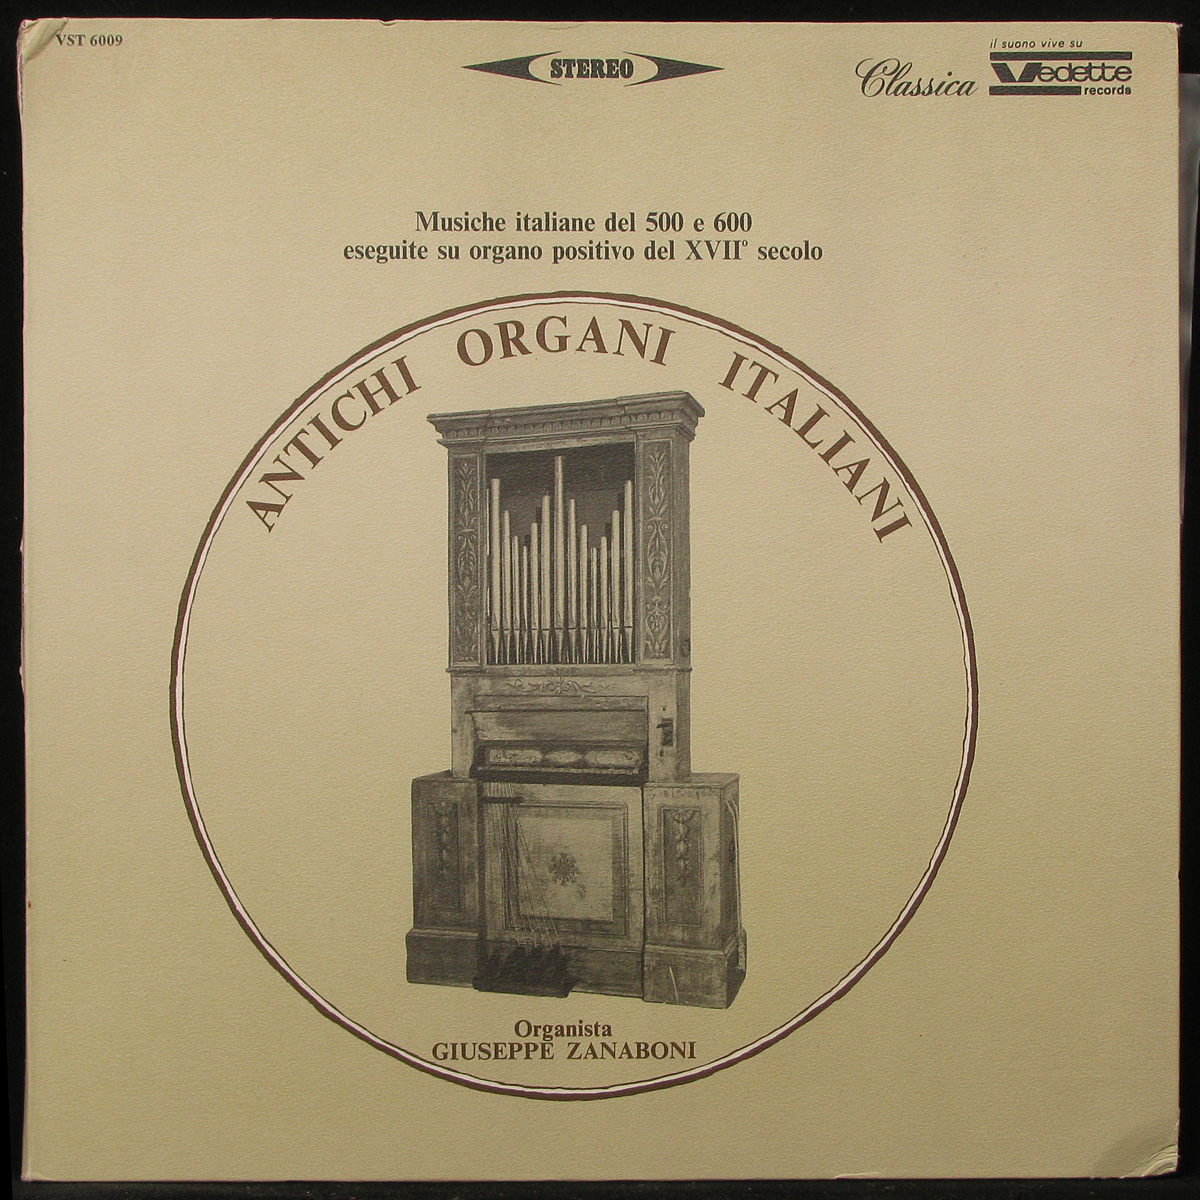 VST 6009
STEREO
Classica
il suono vive su
Vedette
records
Musiche italiane del 500 e 600
eseguite su organo positivo del XVII° secolo
ANTICHI ORGANI ITALIANI
Organista
GIUSEPPE ZANABONI